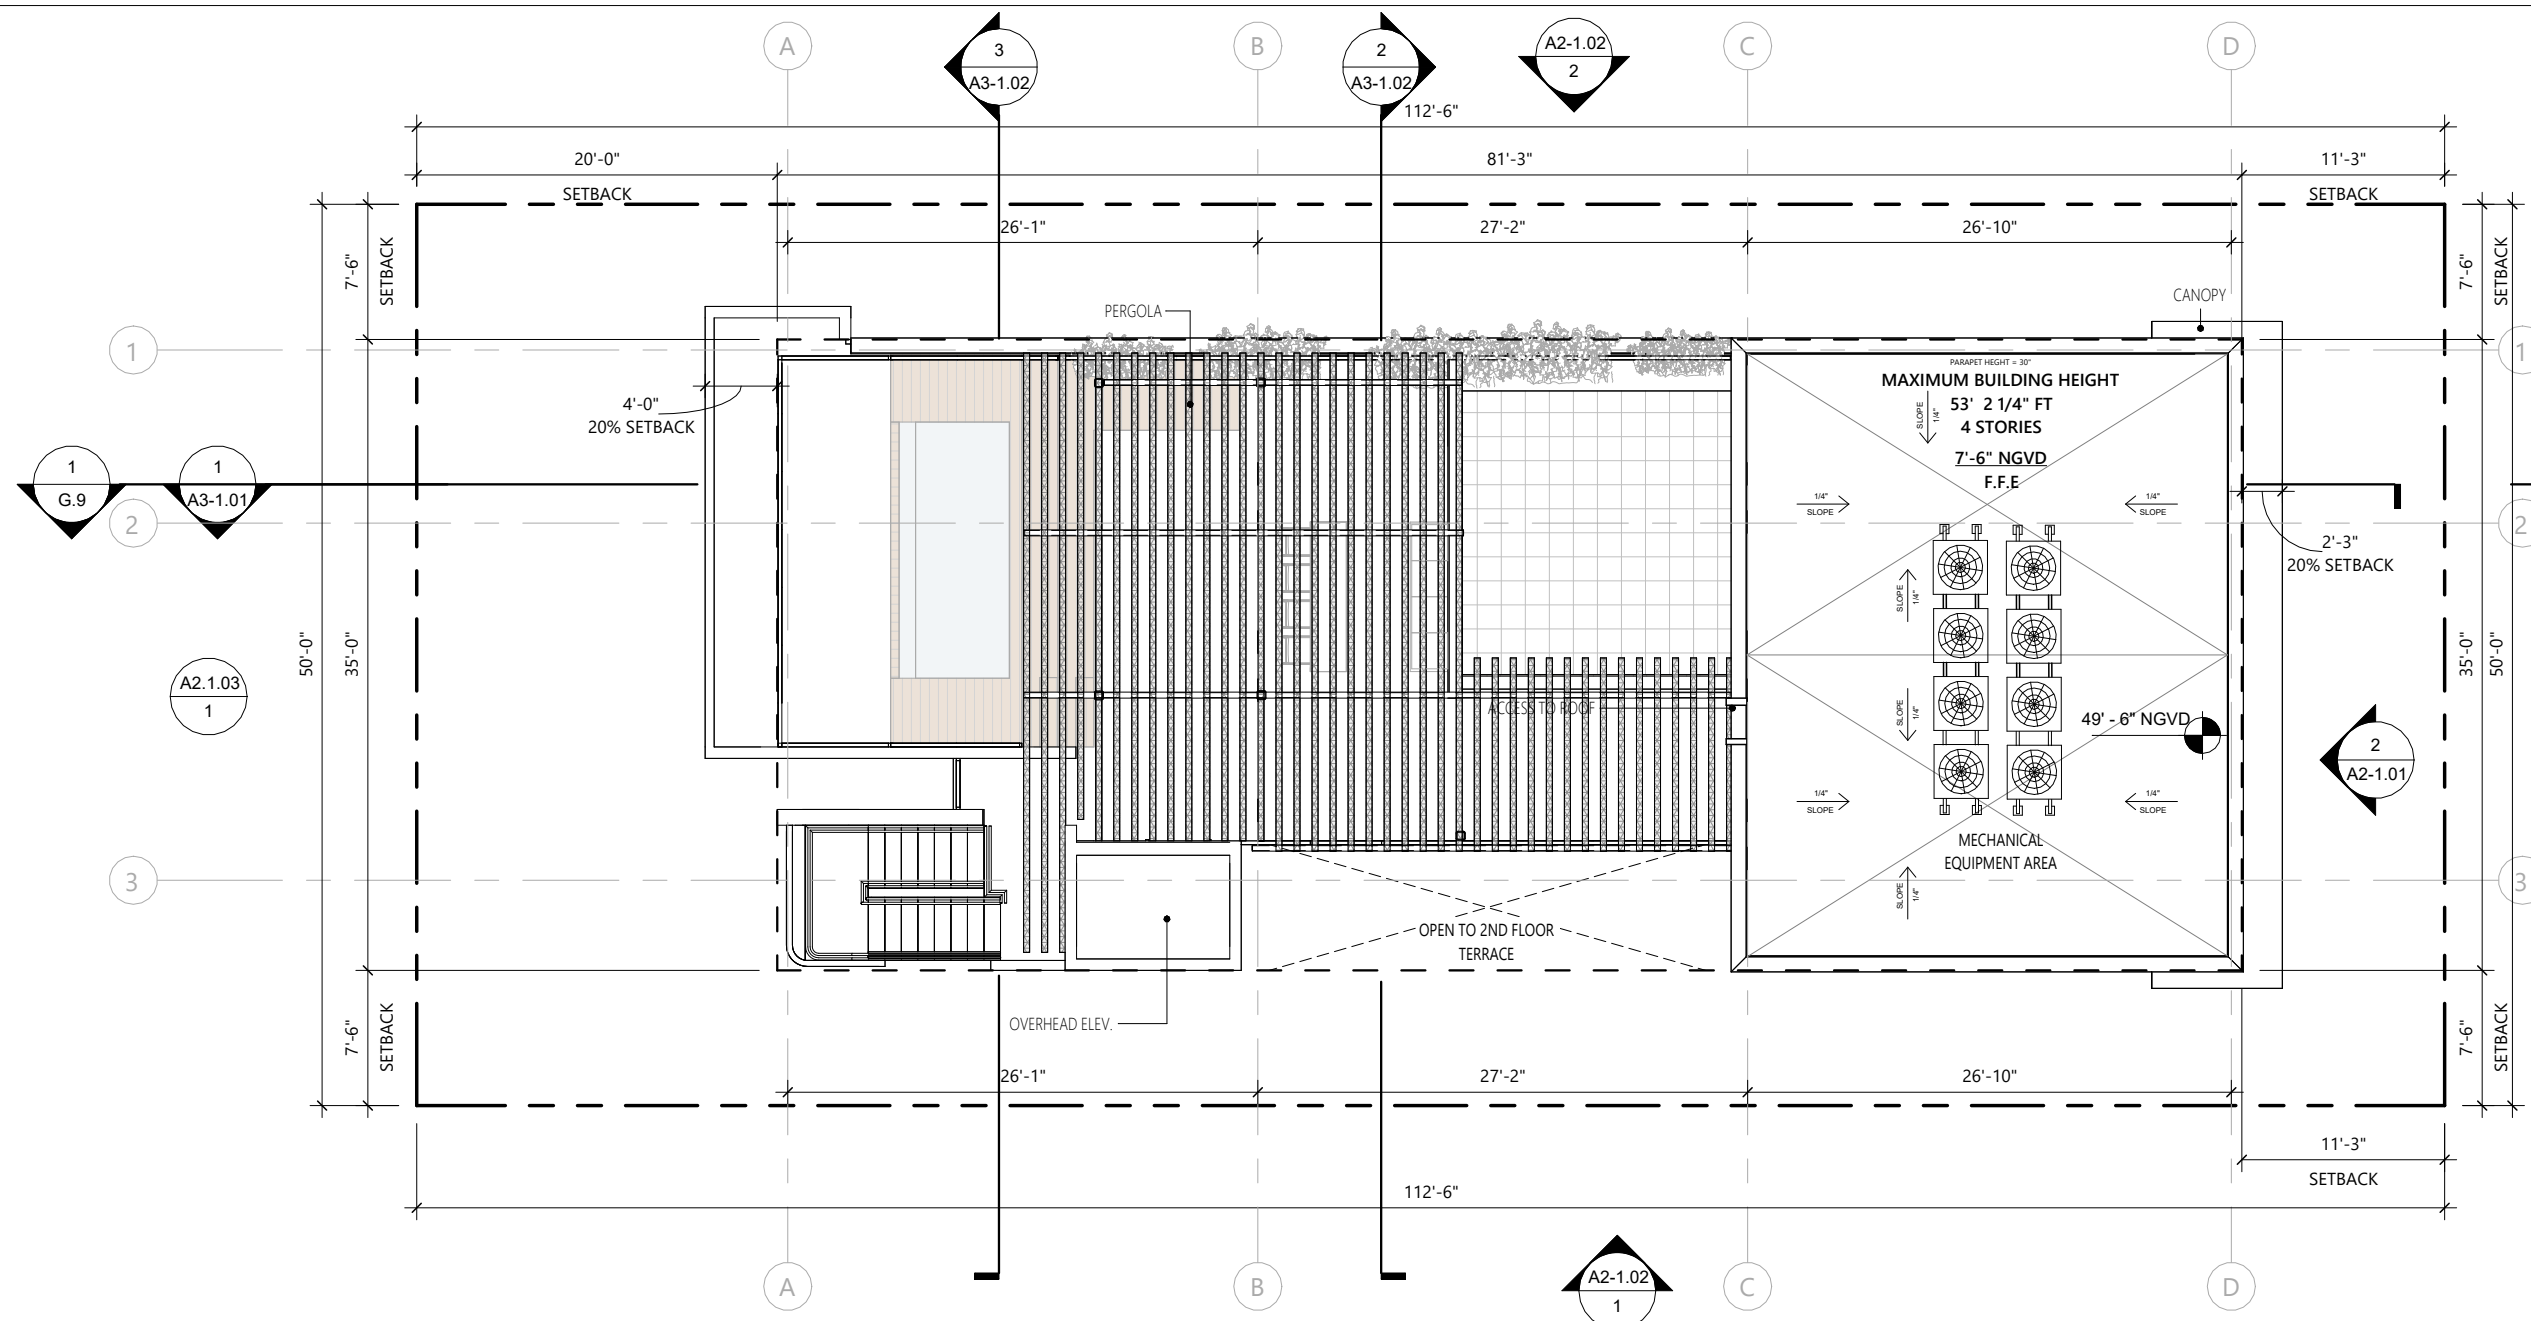 A
3
A3-1.02
B
2
A3-1.02
A2-1.02
2
C
D
112'-6"
20'-0"
81'-3"
11'-3"
SETBACK
SETBACK
26'-1"
27'-2"
26'-10"
7'-6"
SETBACK
7'-6"
SETBACK
CANOPY
PERGOLA
1
1
PARAPET HEGHT = 30"
MAXIMUM BUILDING HEIGHT
53'  2 1/4" FT
4 STORIES
7'-6" NGVD
F.F.E
SLOPE
1/4"
4'-0"
20% SETBACK
1
G.9
1
A3-1.01
2
2
1/4"
SLOPE
1/4"
SLOPE
2'-3"
20% SETBACK
SLOPE
1/4"
50'-0"
35'-0"
35'-0"
50'-0"
A2.1.03
1
ACCESS TO ROOF
SLOPE
1/4"
49' - 6" NGVD
2
A2-1.01
1/4"
SLOPE
1/4"
SLOPE
MECHANICAL
EQUIPMENT AREA
3
3
SLOPE
1/4"
OPEN TO 2ND FLOOR
TERRACE
OVERHEAD ELEV.
7'-6"
SETBACK
7'-6"
SETBACK
26'-1"
27'-2"
26'-10"
11'-3"
SETBACK
112'-6"
A
B
A2-1.02
1
C
D